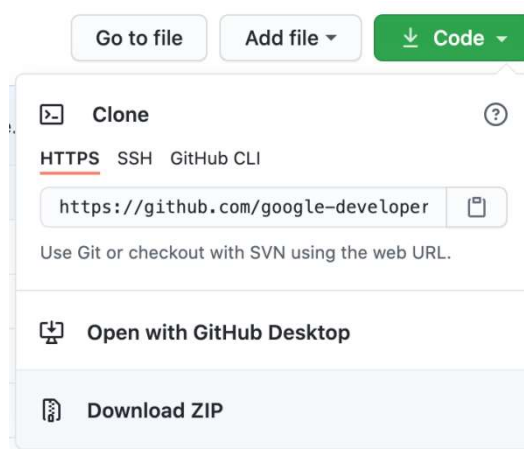 Go to file Add file Code
Clone
HTTPS SSH GitHub CLI
https://github.com/google-developer
Use Git or checkout with SVN using the web URL.
Open with GitHub Desktop
Download ZIP